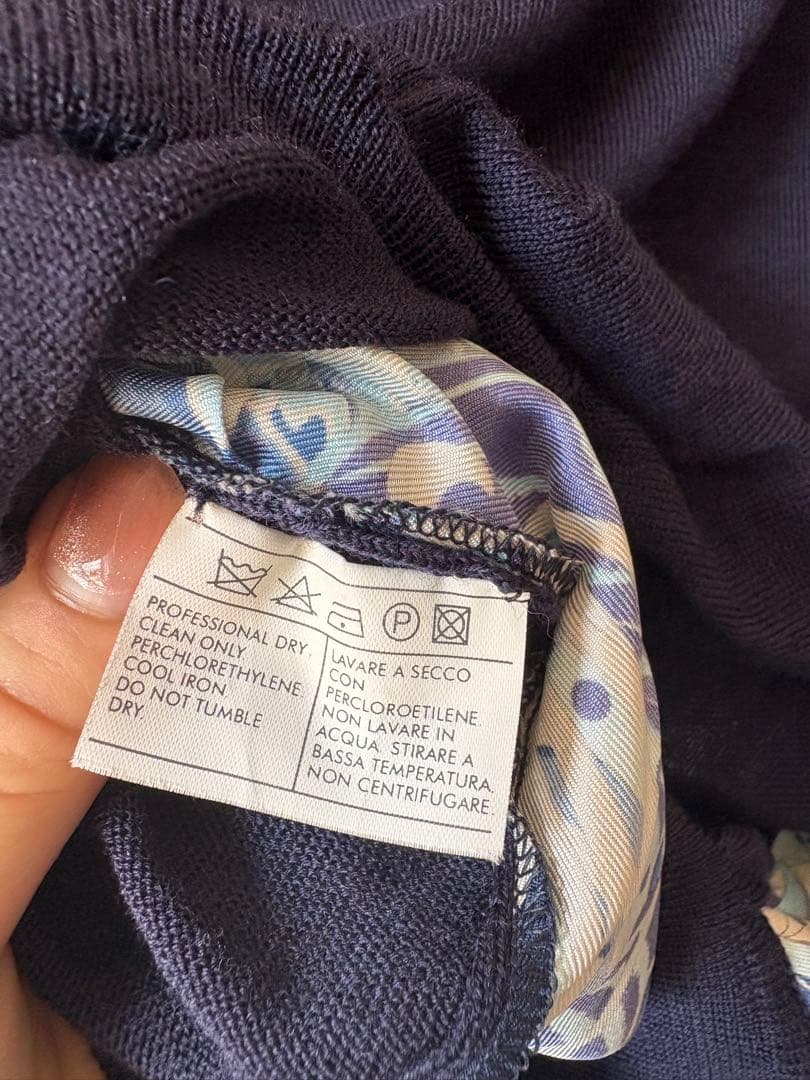 P
PROFESSIONAL DRY.
CLEAN ONLY
PERCHLORETHYLENE.
COOL IRON
DO NOT TUMBLE
DRY.
LAVARE A SECCO
CON
PERCLOROETILENE.
NON LAVARE IN
ACQUA. STIRARE A
BASSA TEMPERATURA.
NON CENTRIFUGARE.